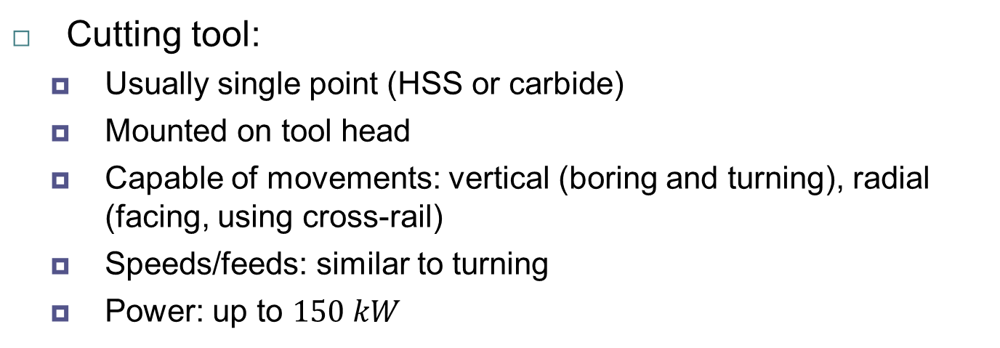 Cutting tool:
Usually single point (HSS or carbide)
Mounted on tool head
Capable of movements: vertical (boring and turning), radial
(facing, using cross-rail)
Speeds/feeds: similar to turning
Power: up to 150 kW